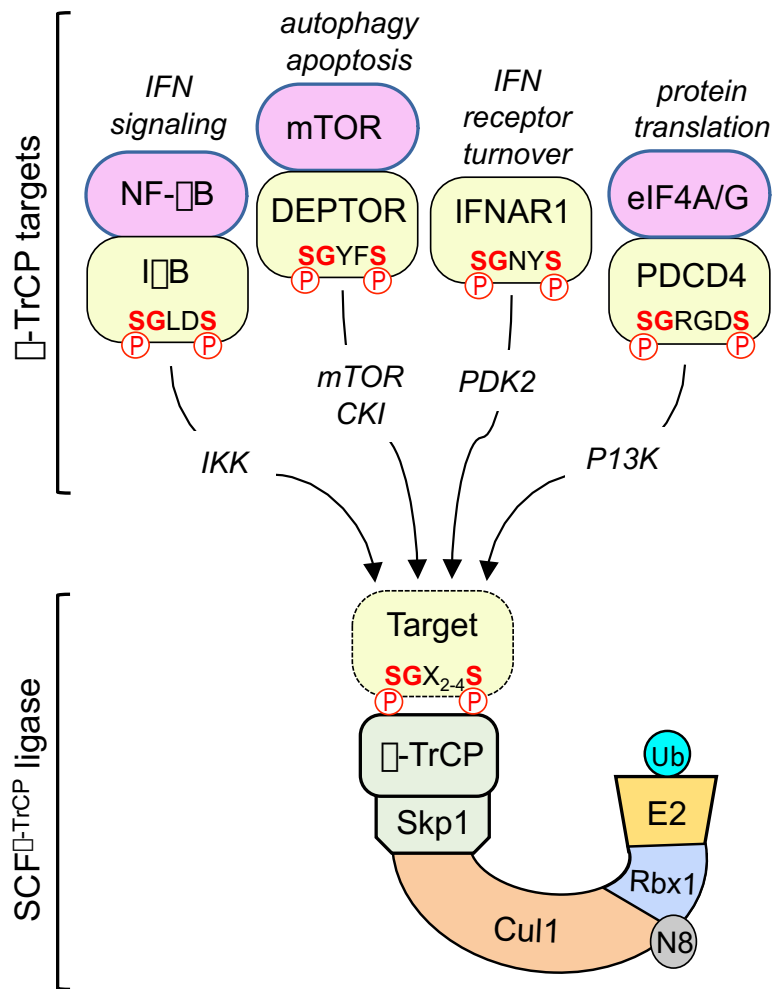 autophagy
apoptosis
IFN
signaling
IFN
receptor
turnover
protein
translation
mTOR
NF-□B
eIF4A/G
DEPTOR
IFNAR1
I□B
PDCD4
SGYFS
P P
SGNYS
P P
SGLDS
P P
SGRGDS
P P
□-TrCP targets
mTOR
CKI
PDK2
IKK
P13K
Target
SGX2-4S
P P
□-TrCP
Skp1
Ub
E2
Rbx1
Cul1
N8
SCF□-TrCP ligase